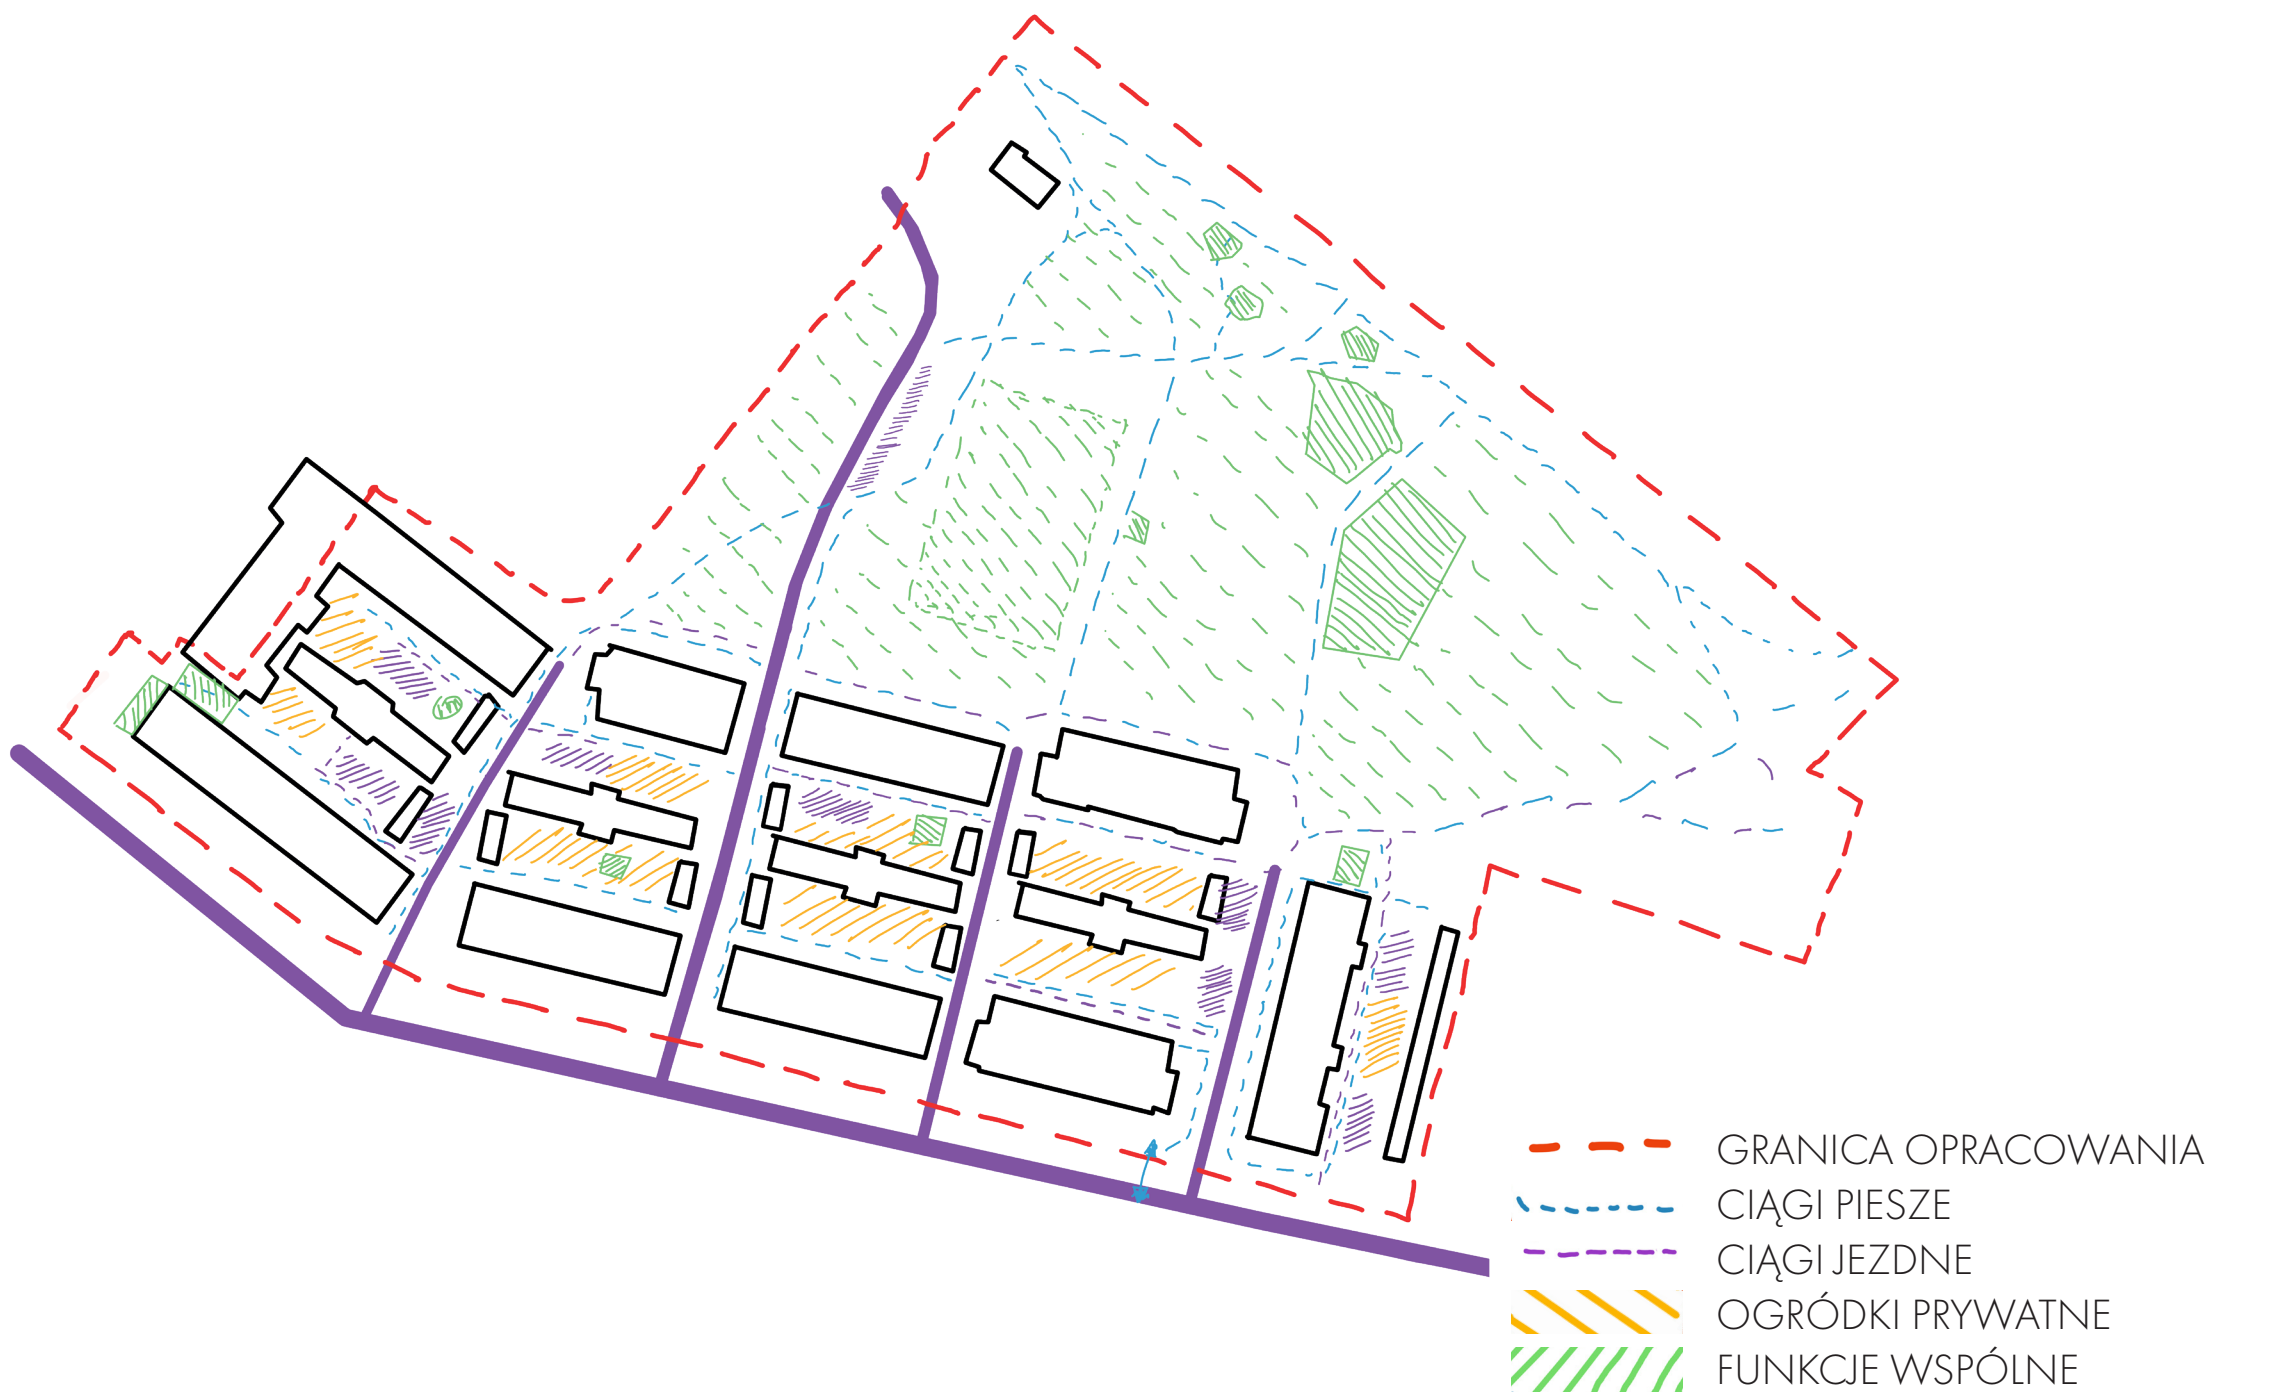 GRANICA OPRACOWANIA
CIĄGI PIESZE
CIĄGI JEZDNE
OGRÓDKI PRYWATNE
FUNKCJE WSPÓLNE